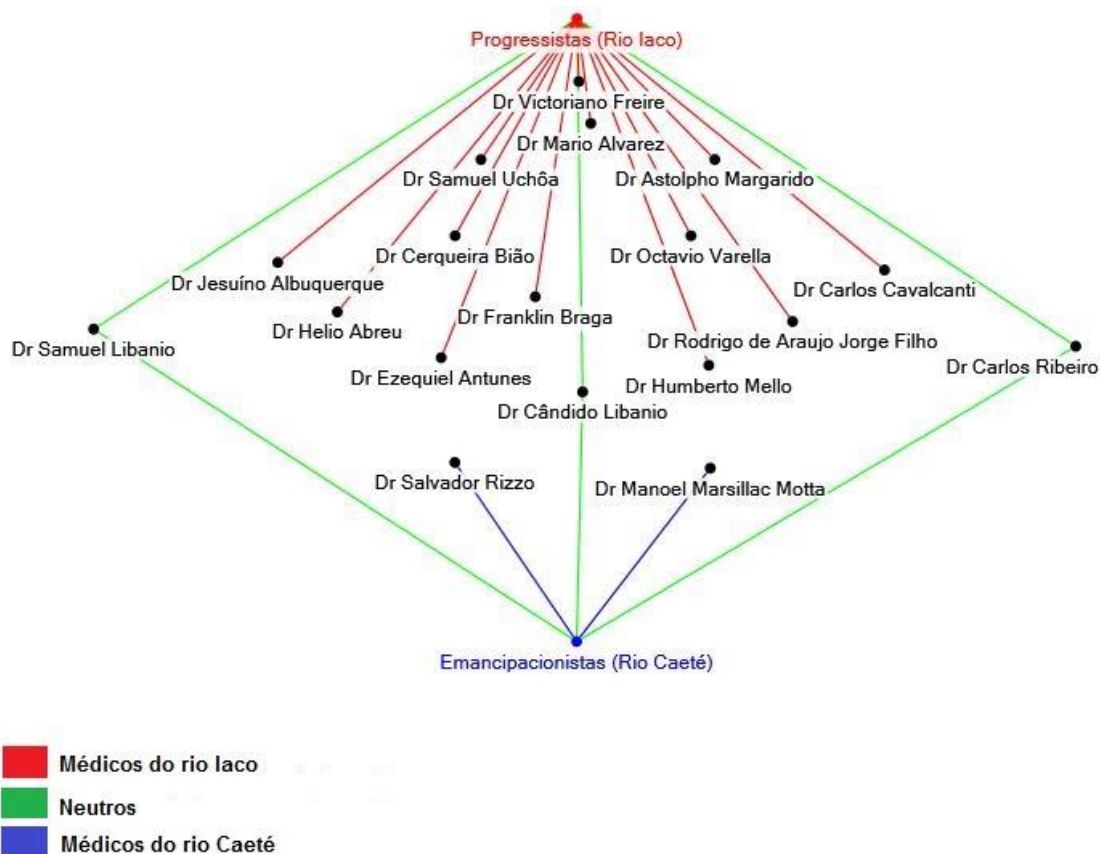 Progressistas (Rio Iaco)
Dr Victoriano Freire
Dr Mario Alvarez
Dr Samuel Uchôa
Dr Astolpho Margarido
Dr Cerqueira Bião
Dr Octavio Varella
Dr Jesuíno Albuquerque
Dr Carlos Cavalcanti
Dr Franklin Braga
Dr Helio Abreu
Dr Rodrigo de Araujo Jorge Filho
Dr Samuel Libanio
Dr Carlos Ribeiro
Dr Ezequiel Antunes
Dr Humberto Mello
Dr Cândido Libanio
Dr Salvador Rizzo
Dr Manoel Marsillac Motta
Emancipacionistas (Rio Caeté)
Médicos do rio Iaco
Neutros
Médicos do rio Caeté